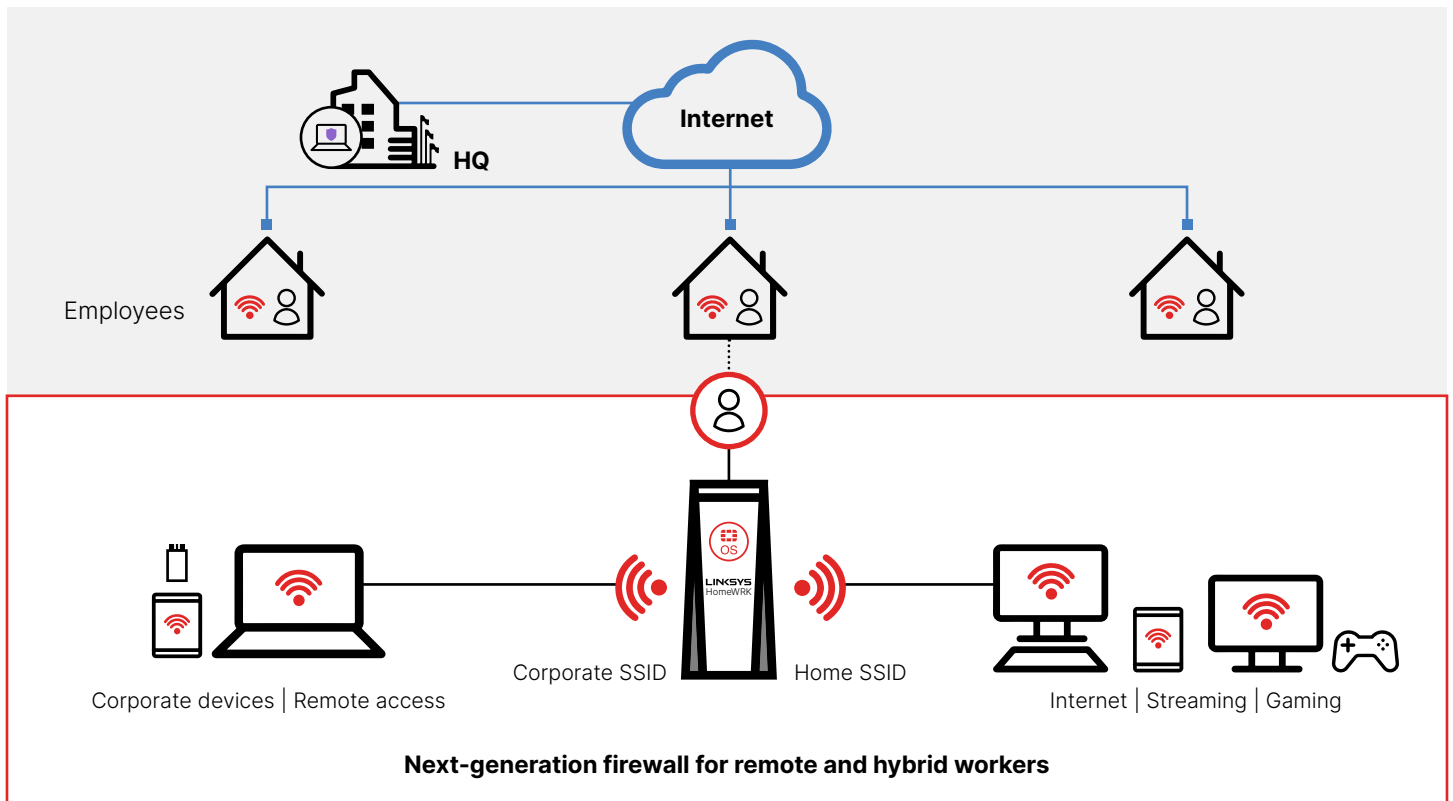 Internet
HQ
Employees
OS
LINKSYS
HomeWRK
Corporate SSID
Home SSID
Corporate devices | Remote access
Internet | Streaming | Gaming
Next-generation firewall for remote and hybrid workers